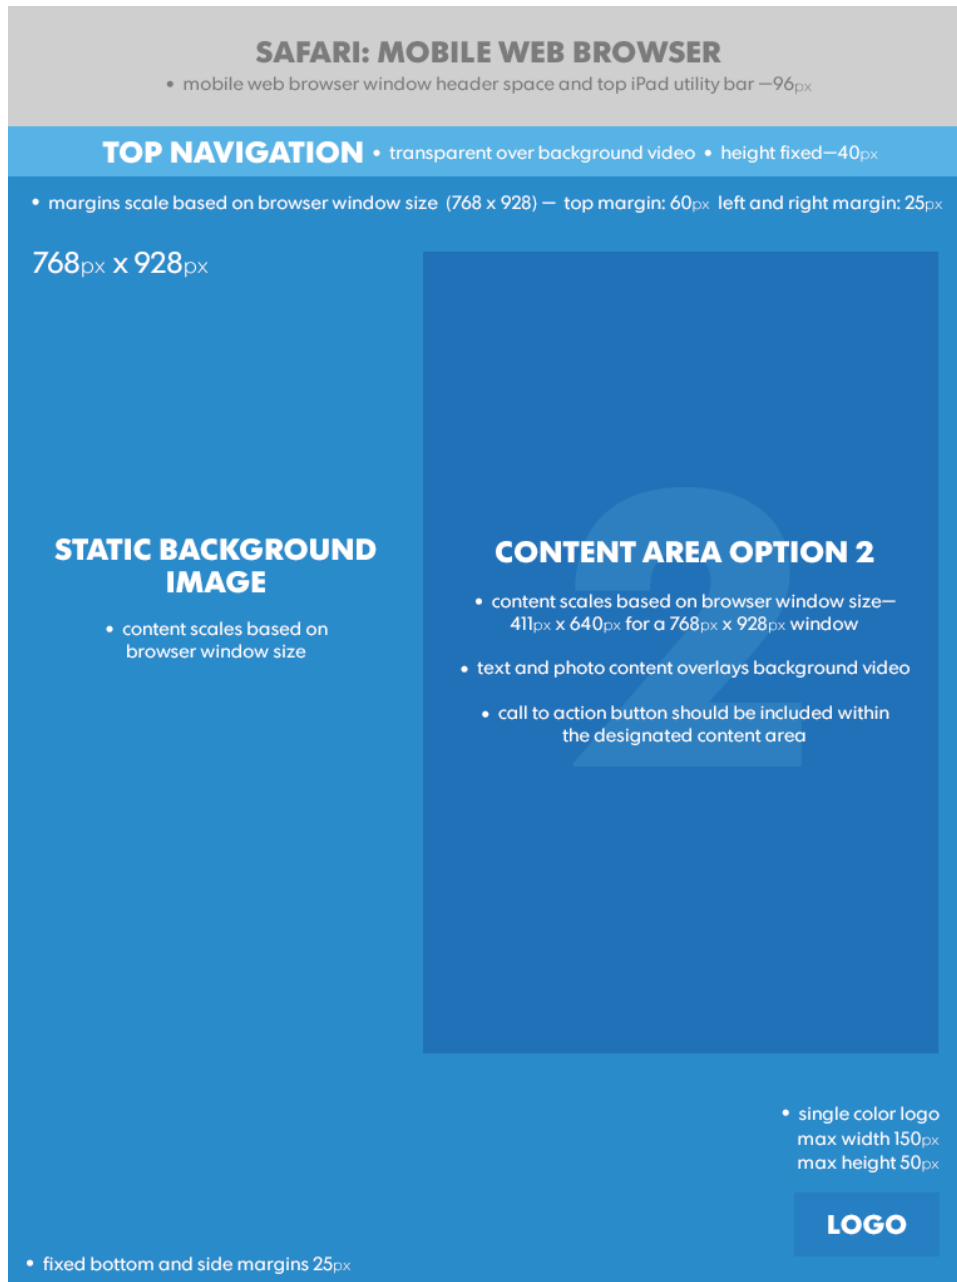 SAFARI: MOBILE WEB BROWSER
• mobile web browser window header space and top iPad utility bar —96px
TOP NAVIGATION • transparent over background video • height fixed—40px
• margins scale based on browser window size (768 x 928) — top margin: 60px left and right margin: 25px
768px x 928px
STATIC BACKGROUND
IMAGE
• content scales based on
browser window size
2
CONTENT AREA OPTION 2
• content scales based on browser window size—
411px x 640px for a 768px x 928px window
• text and photo content overlays background video
• call to action button should be included within
the designated content area
• single color logo
max width 150px
max height 50px
LOGO
• fixed bottom and side margins 25px